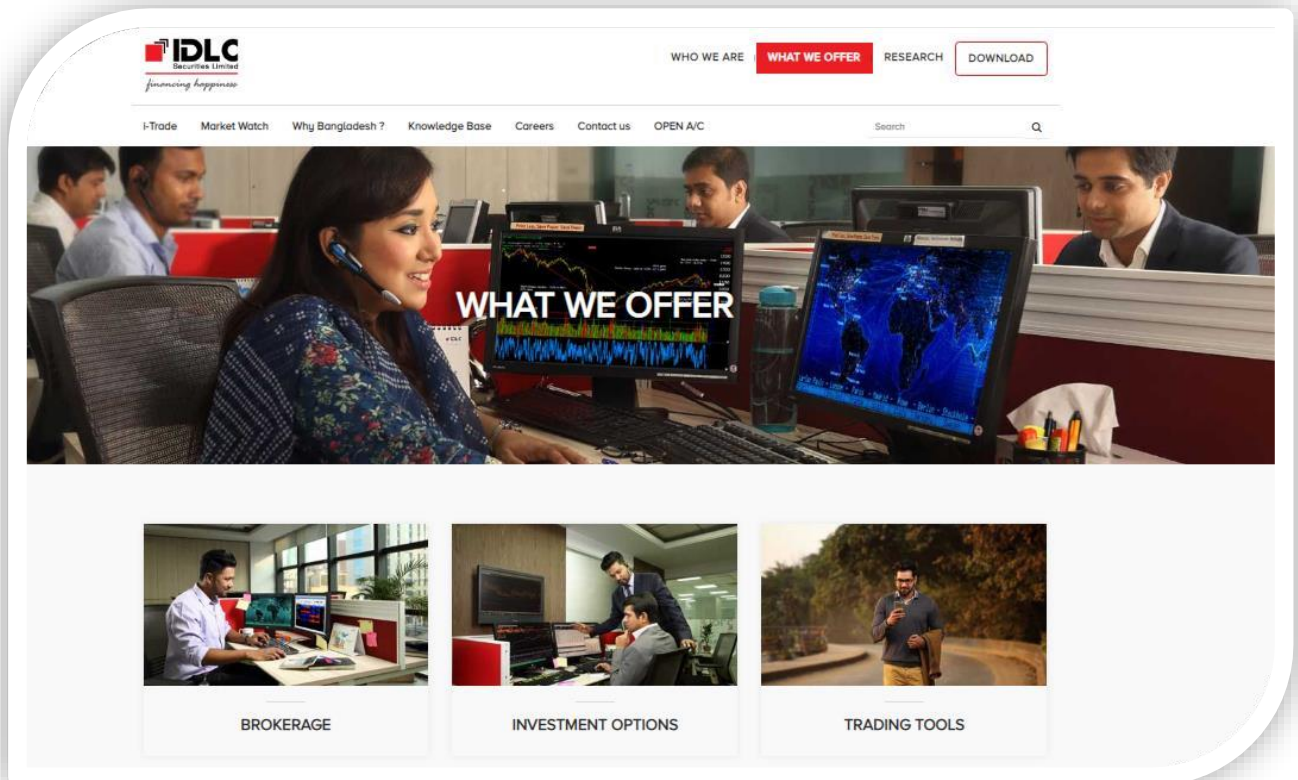 IDLC
Securities Limited
financing happiness
WHO WE ARE
WHAT WE OFFER
RESEARCH
DOWNLOAD
i-Trade
Market Watch
Why Bangladesh ?
Knowledge Base
Careers
Contact us
OPEN A/C
Search
WHAT WE OFFER
BROKERAGE
INVESTMENT OPTIONS
TRADING TOOLS